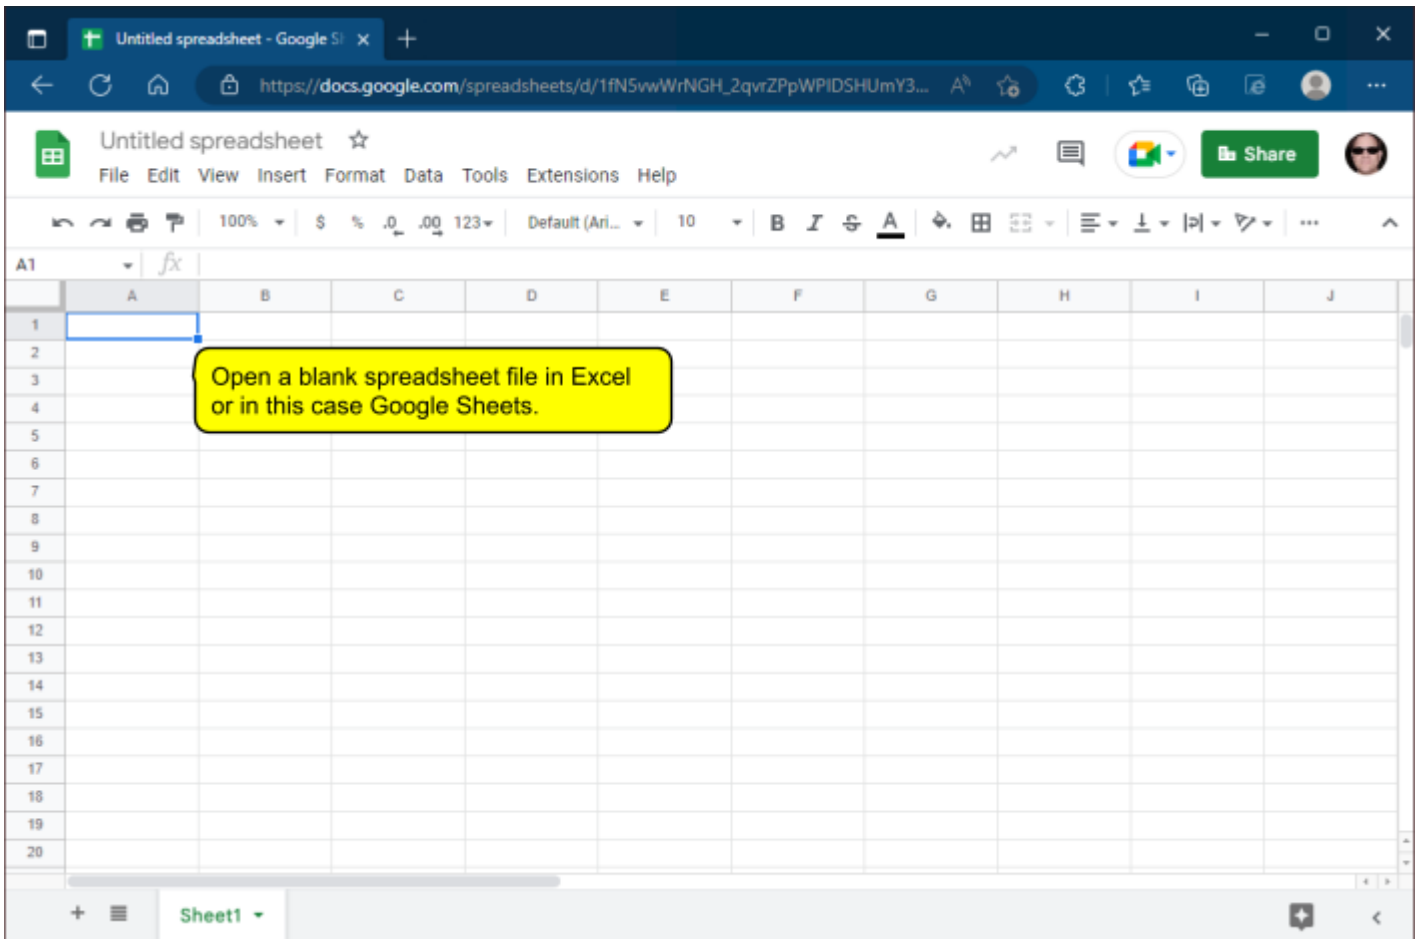 Untitled spreadsheet - Google Sh
https://docs.google.com/spreadsheets/d/1fN5vwWrNGH_2qvrZPpWPIDSHUmY3...
Untitled spreadsheet
Share
File Edit View Insert Format Data Tools Extensions Help
100% $ % .0 .00 123 Default (Ari... 10 B I S A
A1 fx
A B C D E F G H I J
1
2
3
4
5
6
7
8
9
10
11
12
13
14
15
16
17
18
19
20
Open a blank spreadsheet file in Excel
or in this case Google Sheets.
Sheet1